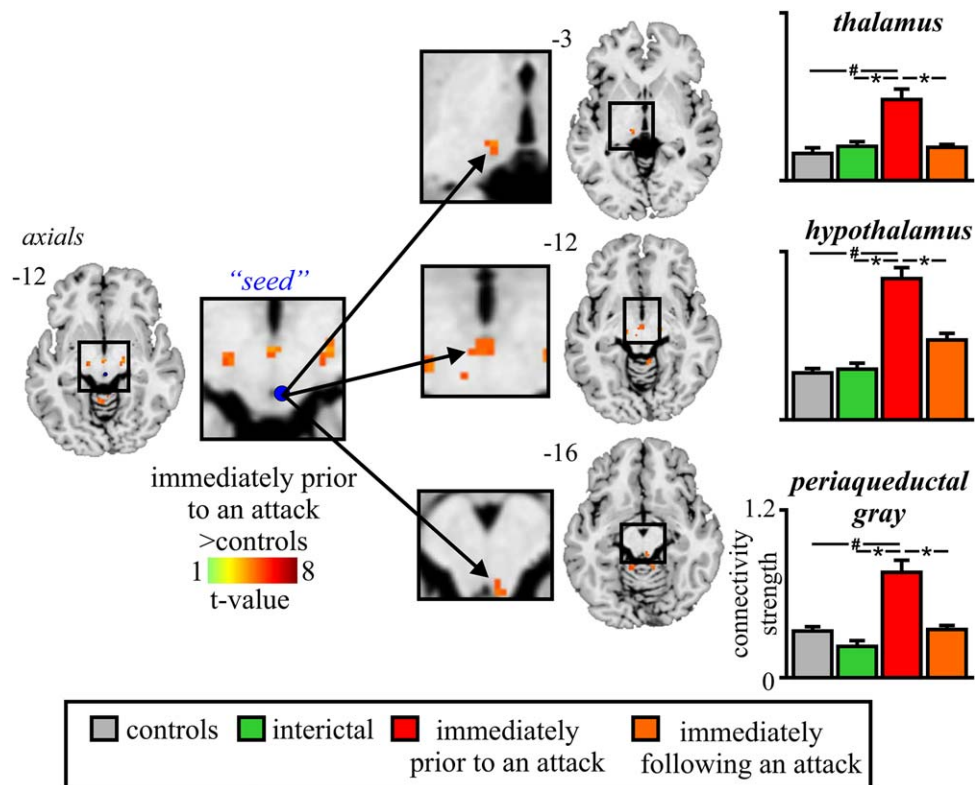 axials
-12
“seed”
immediately prior
to an attack
>controls
1 8
t-value
-3
-12
-16
thalamus
# * *
hypothalamus
# * *
periaqueductal
gray
# * *
1.2
connectivity
strength
0
controls
interictal
immediately
prior to an attack
immediately
following an attack